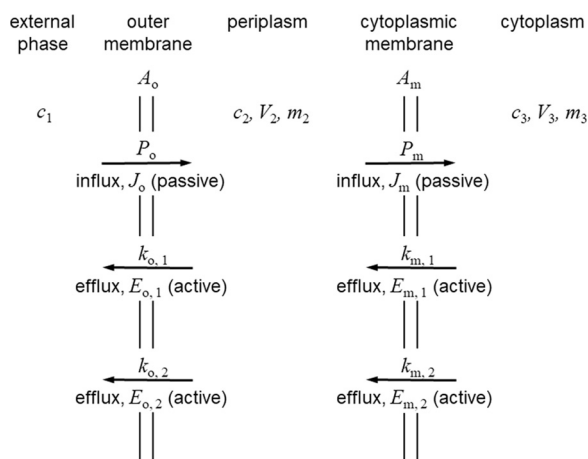 external phase outer membrane periplasm cytoplasmic membrane cytoplasm
Ao Am
c1 c2, V2, m2 c3, V3, m3
Po Pm
influx, Jo (passive) influx, Jm (passive)
ko, 1 km, 1
efflux, Eo, 1 (active) efflux, Em, 1 (active)
ko, 2 km, 2
efflux, Eo, 2 (active) efflux, Em, 2 (active)